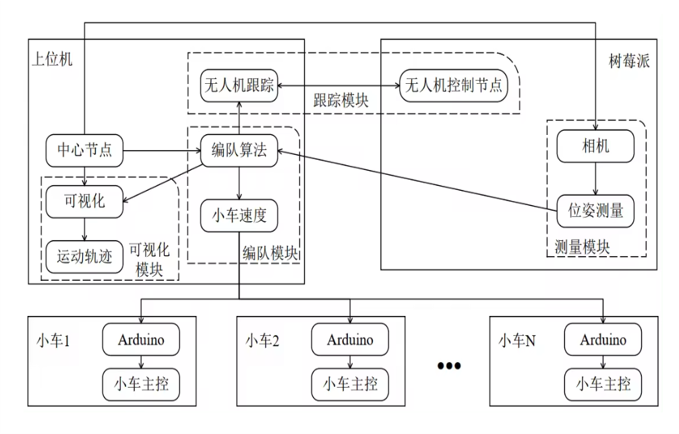 上位机
树莓派
无人机跟踪
无人机控制节点
跟踪模块
中心节点
编队算法
相机
可视化
小车速度
位姿测量
运动轨迹
可视化
模块
编队模块
测量模块
小车1
Arduino
小车主控
小车2
Arduino
小车主控
•••
小车N
Arduino
小车主控